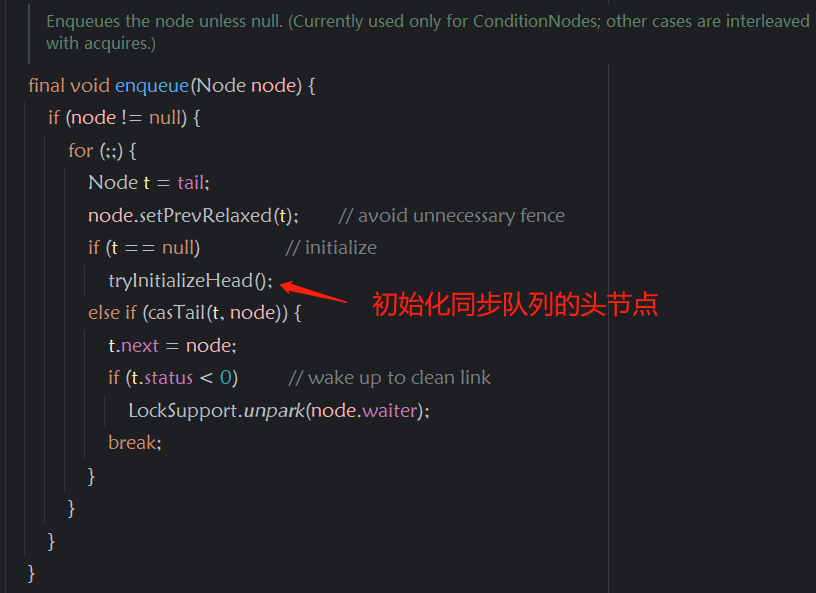 Enqueues the node unless null. (Currently used only for ConditionNodes; other cases are interleaved
with acquires.)
final void enqueue(Node node) {
if (node != null) {
for (;;) {
Node t = tail;
node.setPrevRelaxed(t); // avoid unnecessary fence
if (t == null) // initialize
tryInitializeHead();
初始化同步队列的头节点
else if (casTail(t, node)) {
t.next = node;
if (t.status < 0) // wake up to clean link
LockSupport.unpark(node.waiter);
break;
}
}
}
}